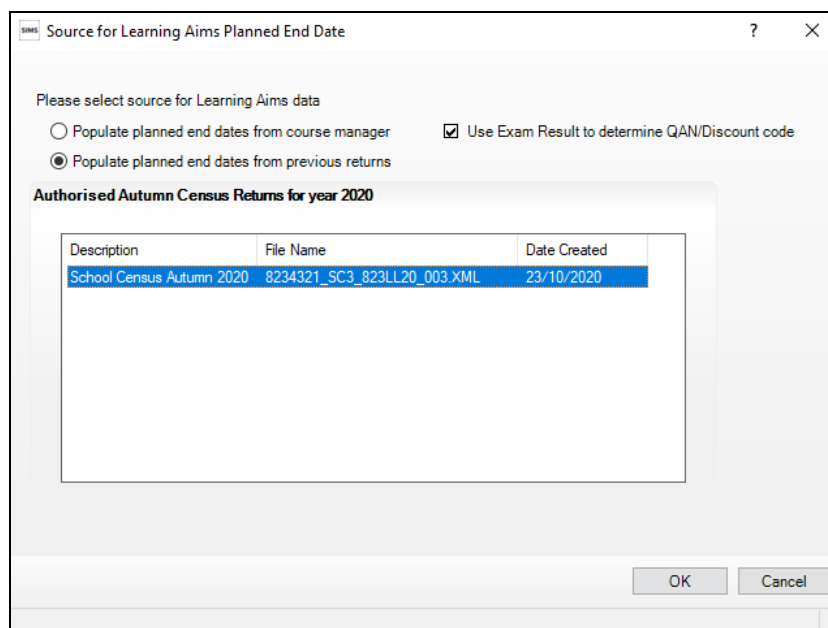 SIMS Source for Learning Aims Planned End Date ?
Please select source for Learning Aims data
Populate planned end dates from course manager Use Exam Result to determine QAN/Discount code
Populate planned end dates from previous returns
Authorised Autumn Census Returns for year 2020
Description File Name Date Created
School Census Autumn 2020 8234321_SC3_823LL20_003.XML 23/10/2020
OK Cancel